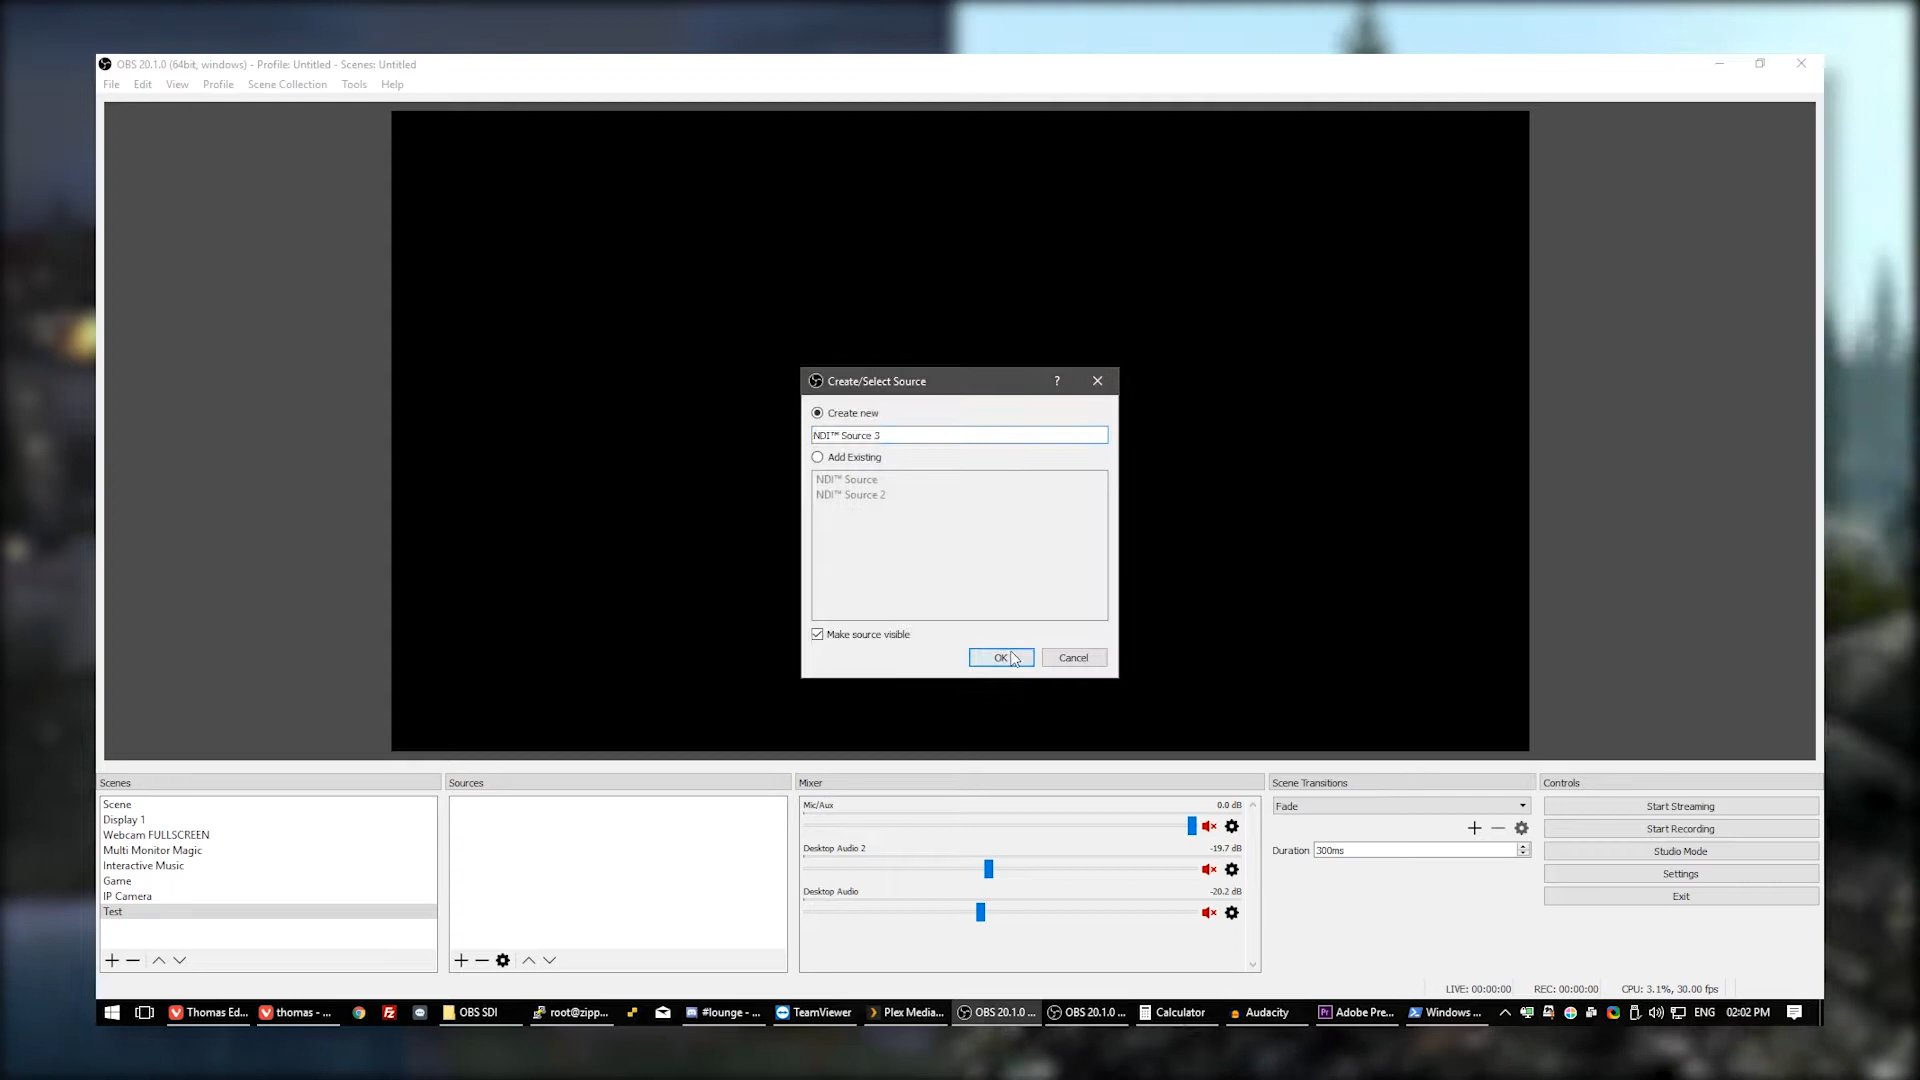 OBS 20.1.0 (64bit, windows) - Profile: Untitled - Scenes: Untitled
File Edit View Profile Scene Collection Tools Help
Create/Select Source ?
Create new
NDI™ Source 3
Add Existing
NDI™ Source
NDI™ Source 2
Make source visible
OK Cancel
Scenes
Scene
Display 1
Webcam FULLSCREEN
Multi Monitor Magic
Interactive Music
Game
IP Camera
Test
Sources
Mixer
Mic/Aux 0.0 dB
Desktop Audio 2 -19.7 dB
Desktop Audio -20.2 dB
Scene Transitions
Fade
Duration 300ms
Controls
Start Streaming
Start Recording
Studio Mode
Settings
Exit
LIVE: 00:00:00 REC: 00:00:00 CPU: 3.1%, 30.00 fps
Thomas Ed... thomas - ... OBS SDI root@zipp... #lounge - ... TeamViewer Plex Media... OBS 20.1.0 ... OBS 20.1.0 ... Calculator Audacity Adobe Pre... Windows ... ENG 02:02 PM